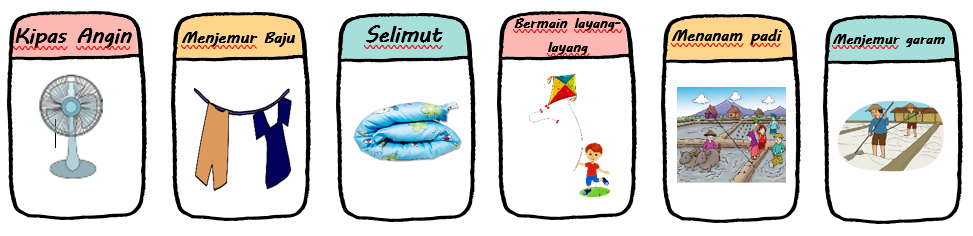 Kipas Angin
Menjemur Baju
Selimut
Bermain layang-
layang
Menanam padi
Menjemur garam